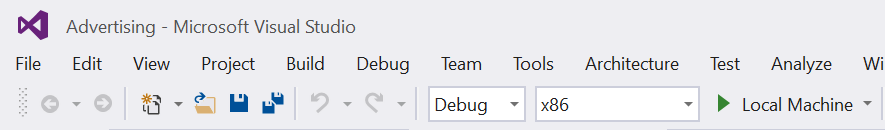 Advertising - Microsoft Visual Studio
File Edit View Project Build Debug Team Tools Architecture Test Analyze
Debug x86 Local Machine